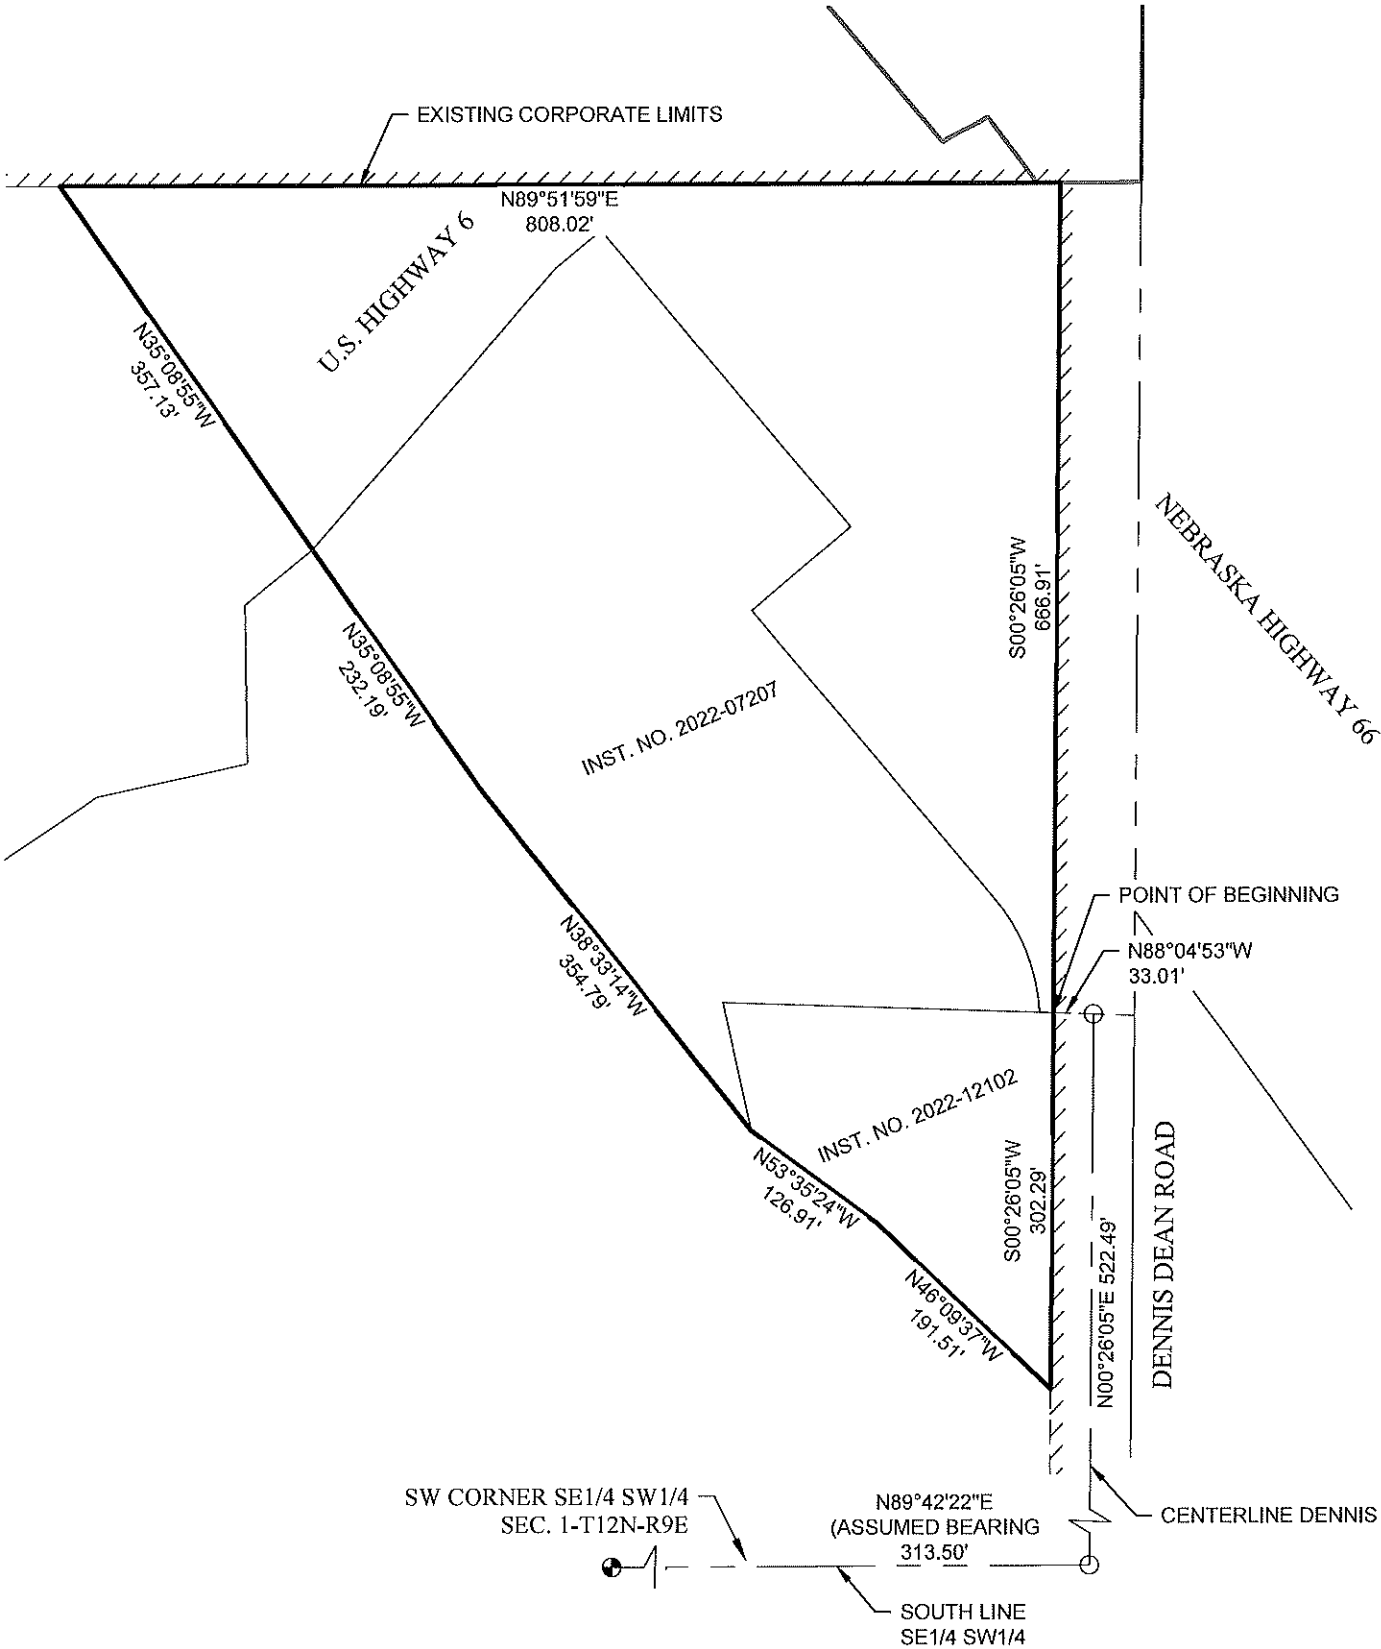 EXISTING CORPORATE LIMITS
N89°51'59"E
808.02'
U.S. HIGHWAY 6
N35°08'55"W
357.13'
NEBRASKA HIGHWAY 66
S00°26'05"W
666.91'
N35°08'55"W
232.19'
INST. NO. 2022-07207
POINT OF BEGINNING
N38°33'14"W
354.79'
N88°04'53"W
33.01'
INST. NO. 2022-12102
N53°35'24"W
126.91'
S00°26'05"W
302.29'
DENNIS DEAN ROAD
N00°26'05"E 522.49'
N46°09'37"W
191.51'
SW CORNER SE1/4 SW1/4
SEC. 1-T12N-R9E
N89°42'22"E
(ASSUMED BEARING
313.50'
CENTERLINE DENNIS
SOUTH LINE
SE1/4 SW1/4